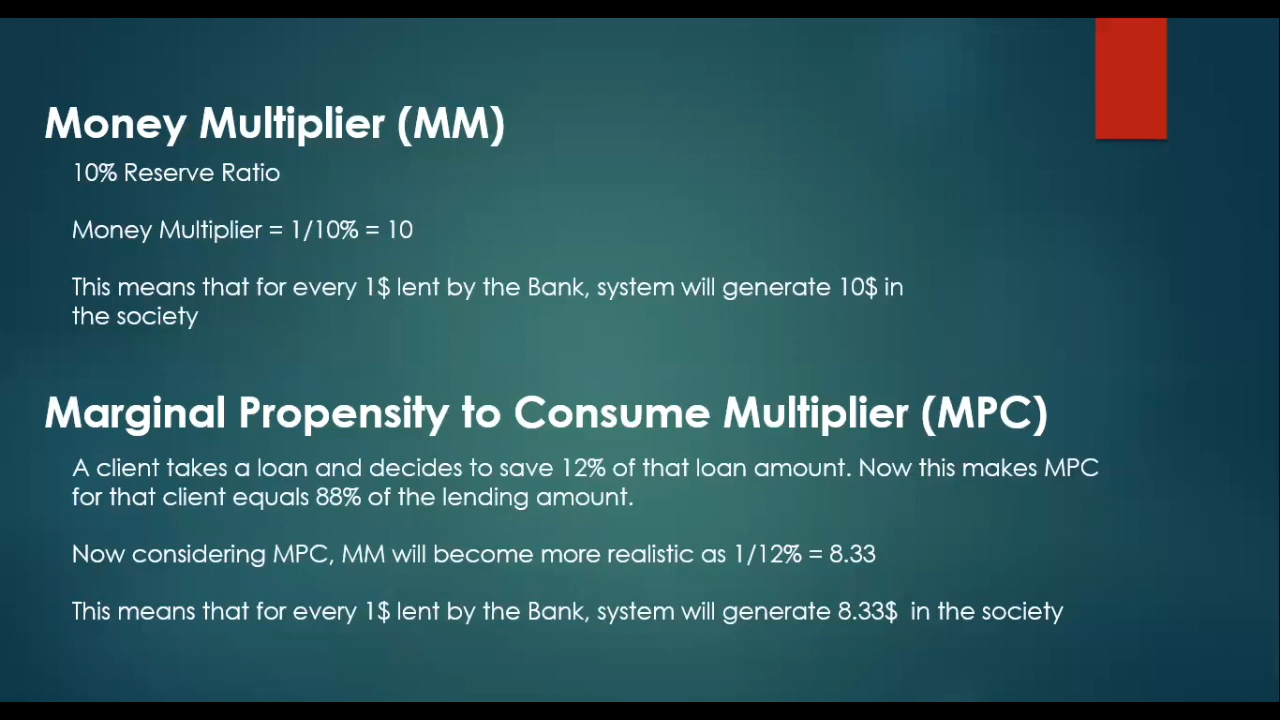 Money Multiplier (MM)
10% Reserve Ratio
Money Multiplier = 1/10% = 10
This means that for every 1$ lent by the Bank, system will generate 10$ in
the society
Marginal Propensity to Consume Multiplier (MPC)
A client takes a loan and decides to save 12% of that loan amount. Now this makes MPC
for that client equals 88% of the lending amount.
Now considering MPC, MM will become more realistic as 1/12% = 8.33
This means that for every 1$ lent by the Bank, system will generate 8.33$  in the society